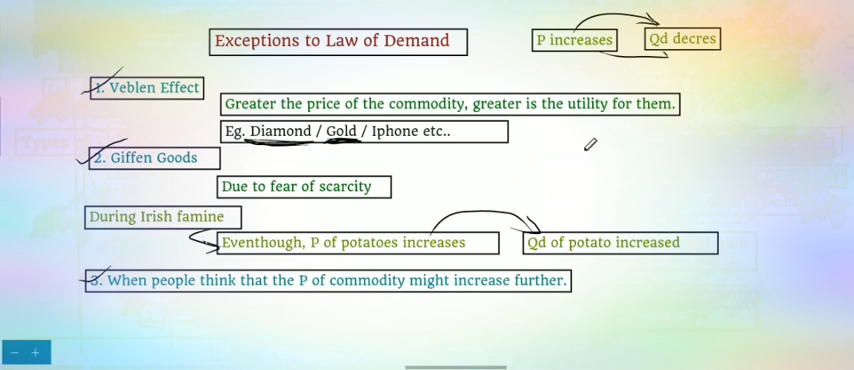 Exceptions to Law of Demand
P increases Qd decres
1. Veblen Effect
Greater the price of the commodity, greater is the utility for them.
Eg. Diamond / Gold / Iphone etc..
2. Giffen Goods
Due to fear of scarcity
During Irish famine
Eventhough, P of potatoes increases Qd of potato increased
3. When people think that the P of commodity might increase further.